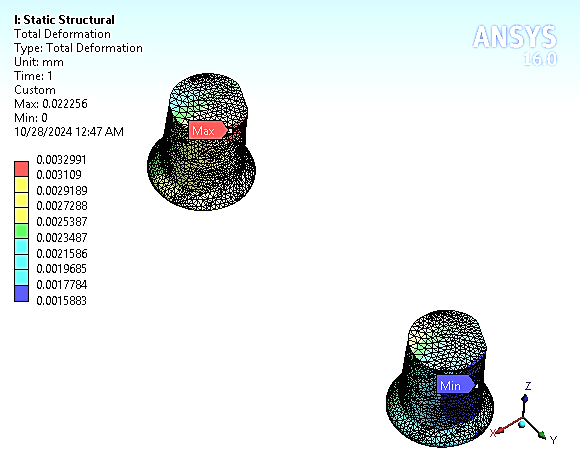 I: Static Structural
Total Deformation
Type: Total Deformation
Unit: mm
Time: 1
Custom
Max: 0.022256
Min: 0
10/28/2024 12:47 AM
ANSYS
16.0
0.0032991
0.003109
0.0029189
0.0027288
0.0025387
0.0023487
0.0021586
0.0019685
0.0017784
0.0015883
Max
Min
Z
X
Y